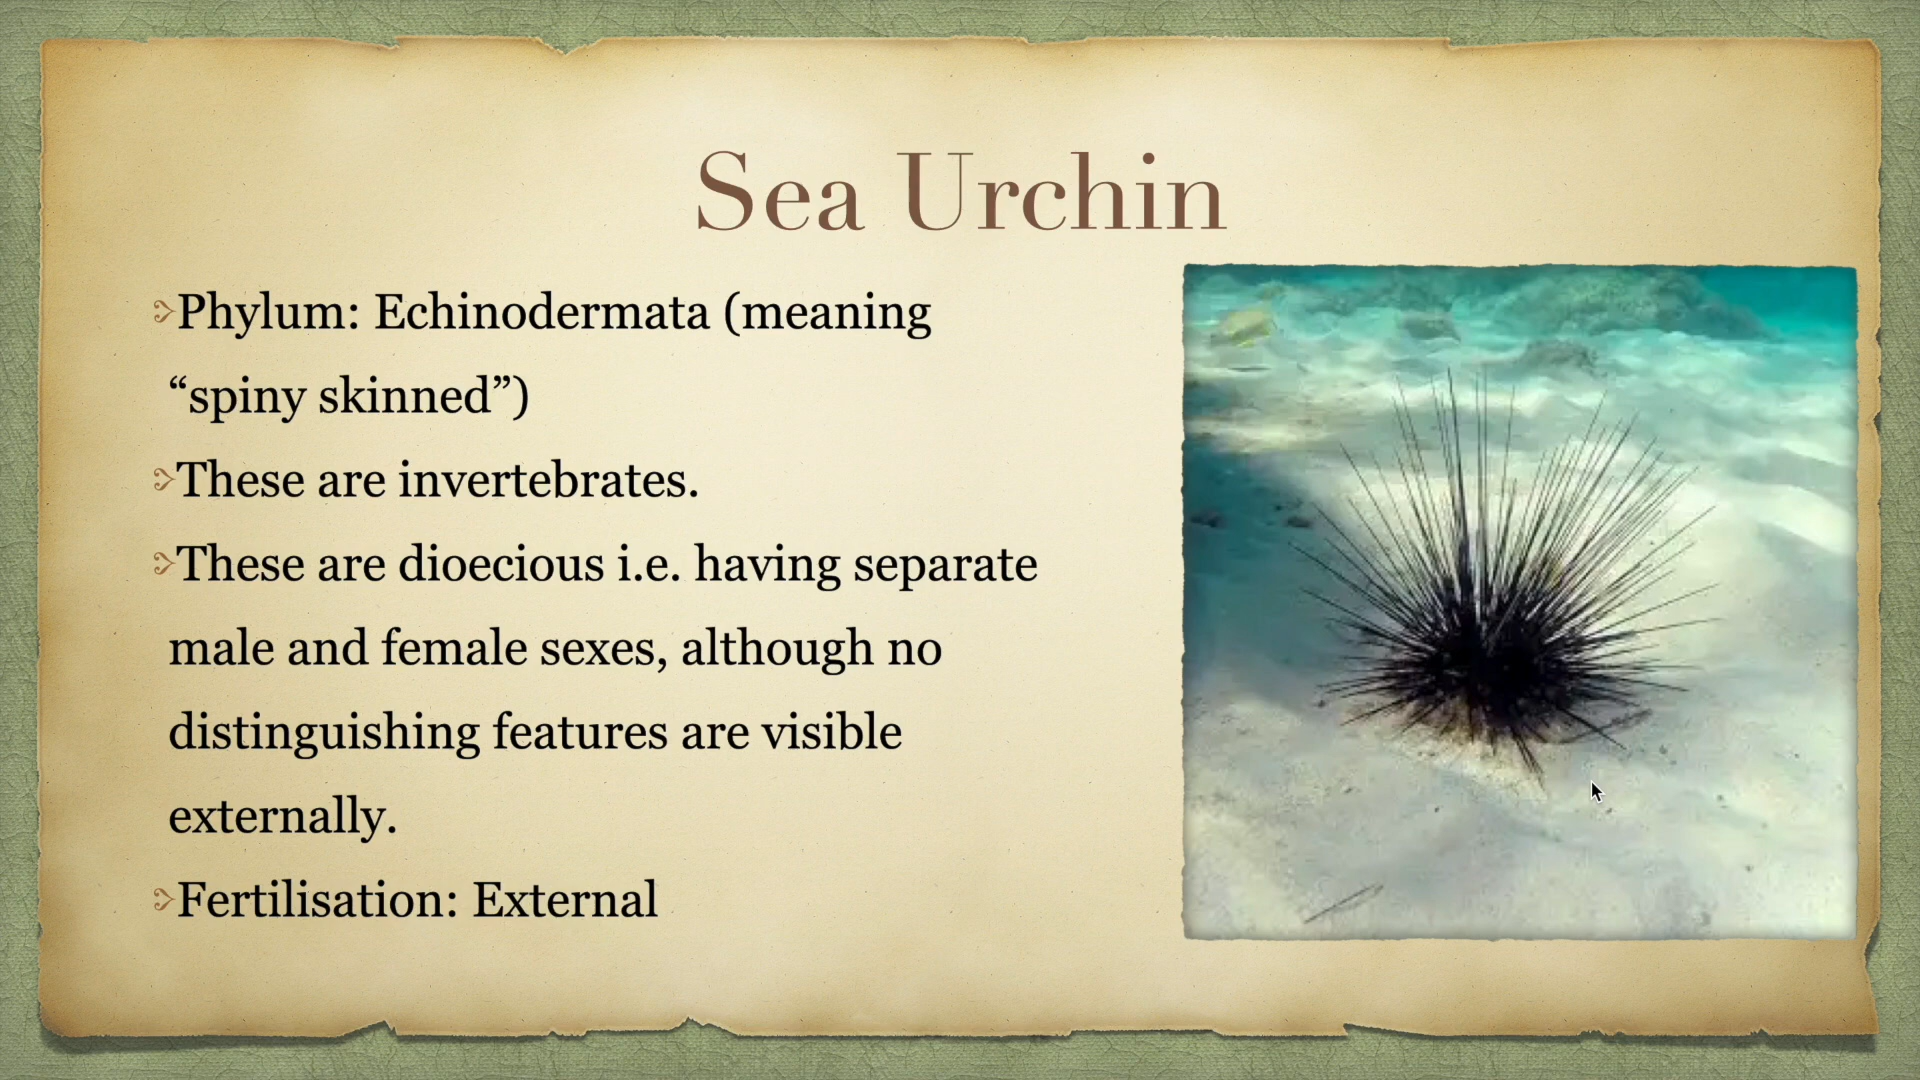 Sea Urchin
Phylum: Echinodermata (meaning
“spiny skinned”)
These are invertebrates.
These are dioecious i.e. having separate
male and female sexes, although no
distinguishing features are visible
externally.
Fertilisation: External